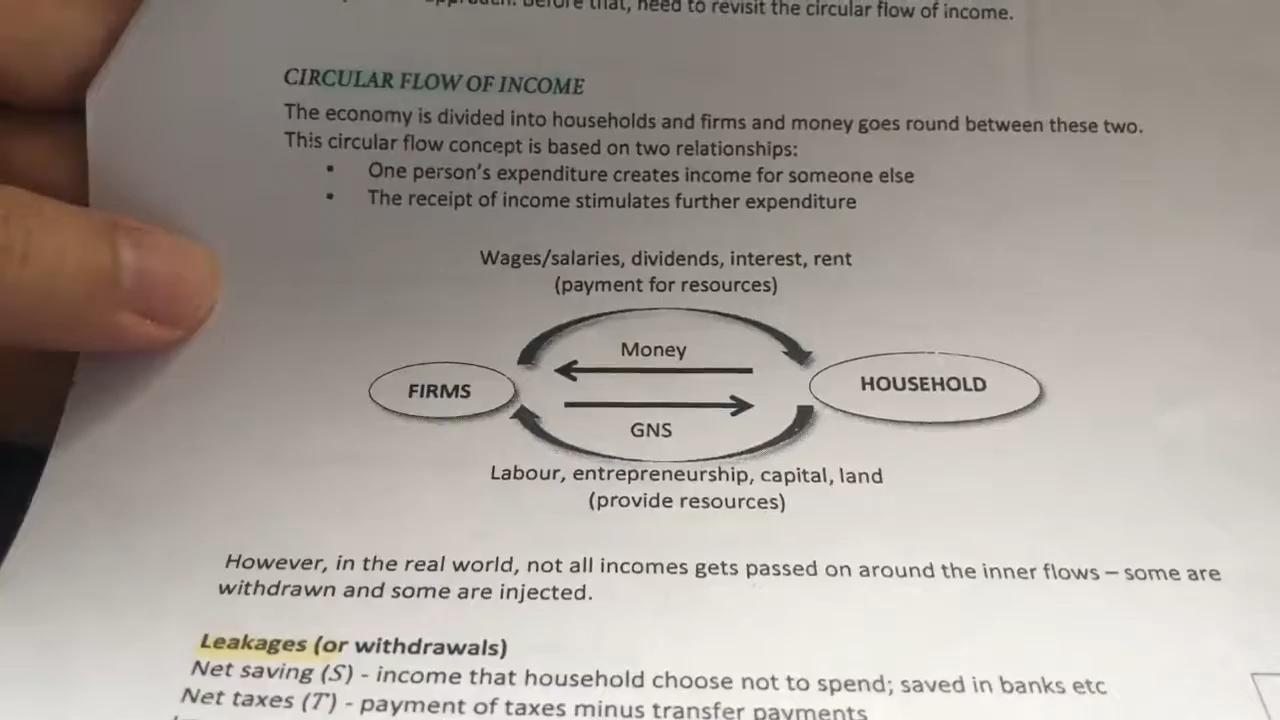 Before that, need to revisit the circular flow of income.
CIRCULAR FLOW OF INCOME
The economy is divided into households and firms and money goes round between these two.
This circular flow concept is based on two relationships:
▪ One person's expenditure creates income for someone else
▪ The receipt of income stimulates further expenditure
Wages/salaries, dividends, interest, rent
(payment for resources)
Money
FIRMS
HOUSEHOLD
GNS
Labour, entrepreneurship, capital, land
(provide resources)
However, in the real world, not all incomes gets passed on around the inner flows – some are
withdrawn and some are injected.
Leakages (or withdrawals)
Net saving (S) - income that household choose not to spend; saved in banks etc
Net taxes (T) - payment of taxes minus transfer payments